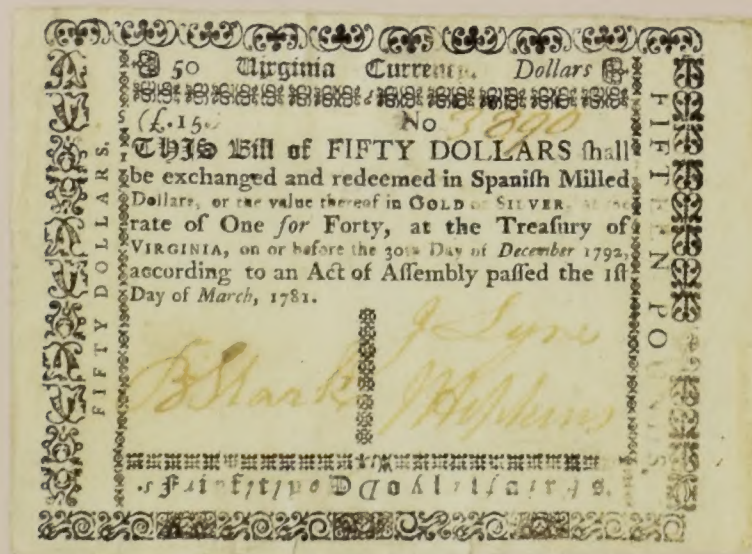 50 Virginia Currency. Dollars
(£.15.) No 3890
THIS Bill of FIFTY DOLLARS ſhall
be exchanged and redeemed in Spaniſh Milled
Dollars, or the value thereof in GOLD or SILVER, at the
rate of One for Forty, at the Treaſury of
VIRGINIA, on or before the 30th Day of December 1792,
according to an Act of Aſſembly paſſed the 1ſt
Day of March, 1781.
B Stark
J Lyne
J Hopkins
FIFTY DOLLARS.
FIFTEEN POUNDS.